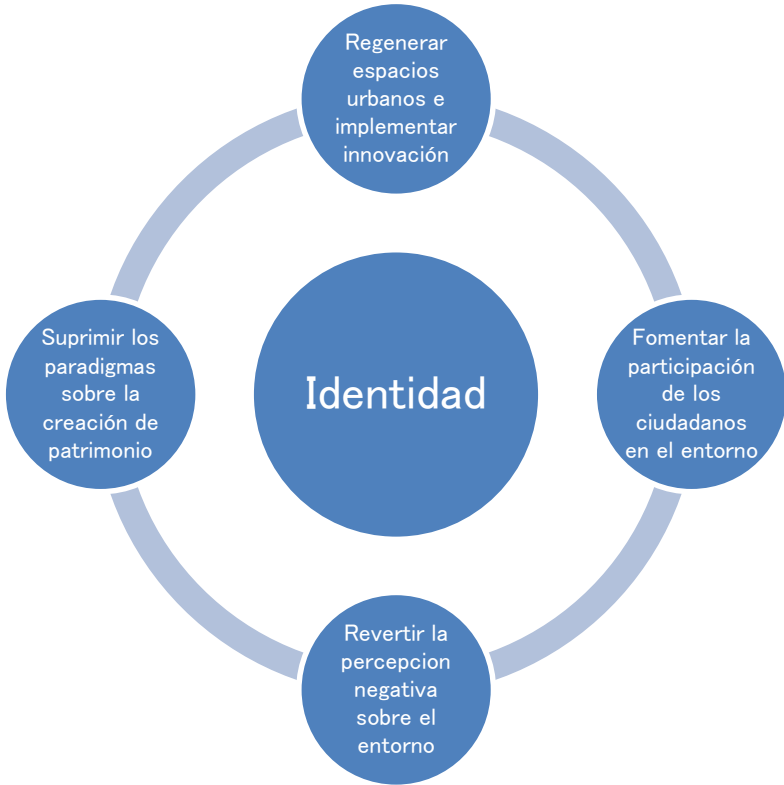 Regenerar
espacios
urbanos e
implementar
innovación
Suprimir los
paradigmas
sobre la
creación de
patrimonio
Identidad
Fomentar la
participación
de los
ciudadanos
en el entorno
Revertir la
percepcion
negativa
sobre el
entorno